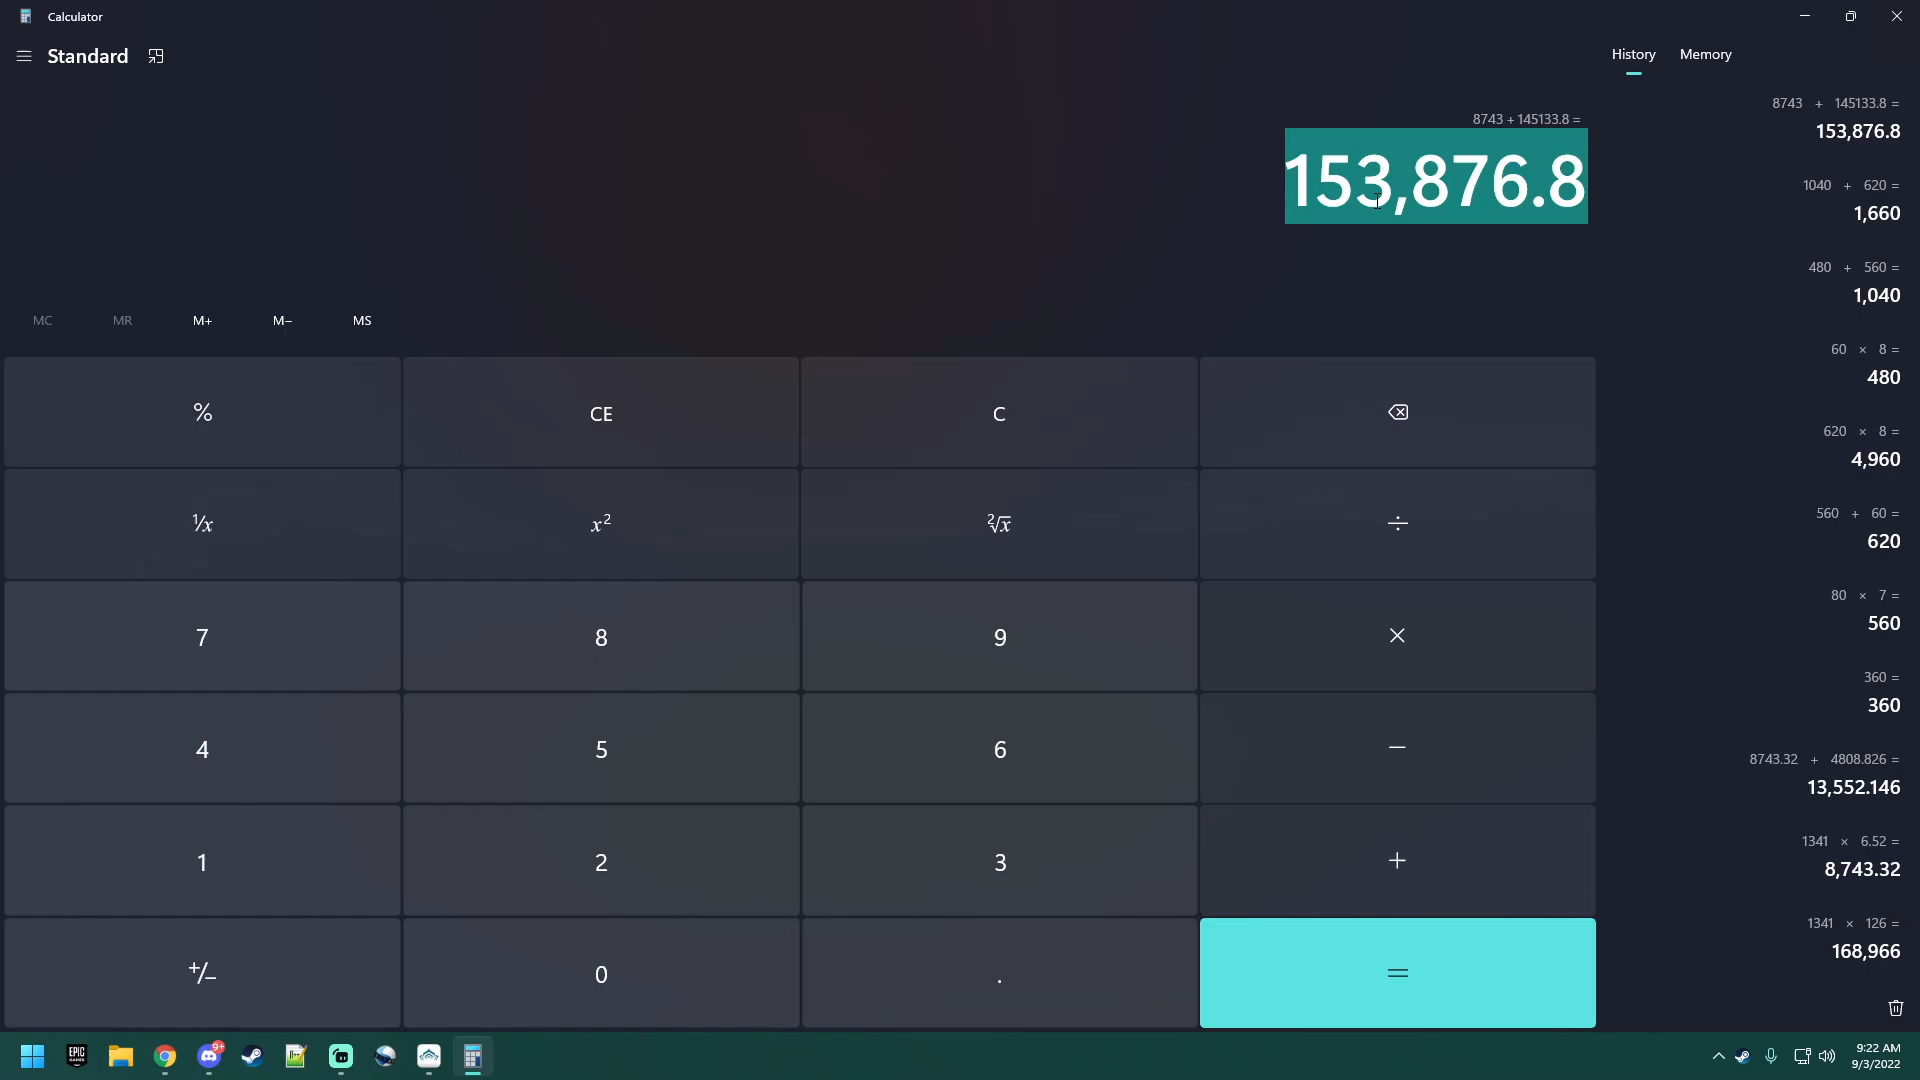 Calculator
Standard
History Memory
8743 + 145133.8 =
153,876.8
MC MR M+ M− MS
% CE C
¹/x x² ²√x ÷
7 8 9 ×
4 5 6 −
1 2 3 +
+/− 0 . =
8743 + 145133.8 =
153,876.8
1040 + 620 =
1,660
480 + 560 =
1,040
60 × 8 =
480
620 × 8 =
4,960
560 + 60 =
620
80 × 7 =
560
360 =
360
8743.32 + 4808.826 =
13,552.146
1341 × 6.52 =
8,743.32
1341 × 126 =
168,966
EPIC
GAMES
9+
9:22 AM
9/3/2022